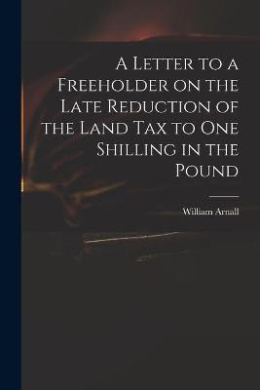 A Letter to a
Freeholder on the
Late Reduction of
the Land Tax to One
Shilling in the
Pound
William Arnall